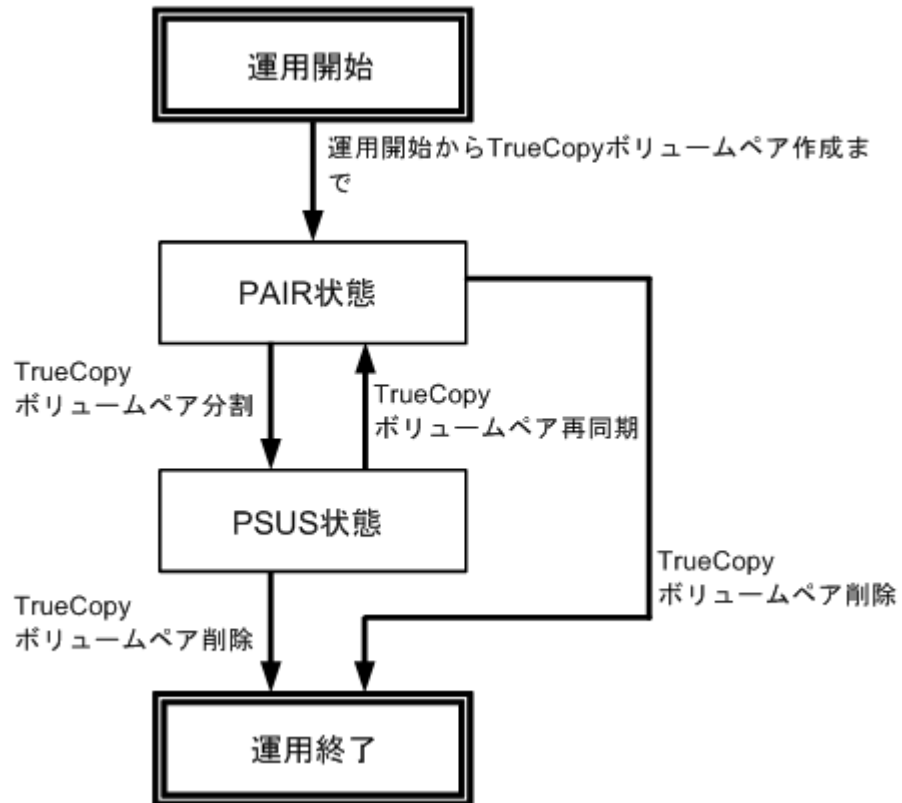 運用開始
運用開始からTrueCopyボリュームペア作成ま
で
PAIR状態
TrueCopy
ボリュームペア分割
TrueCopy
ボリュームペア再同期
PSUS状態
TrueCopy
ボリュームペア削除
TrueCopy
ボリュームペア削除
運用終了